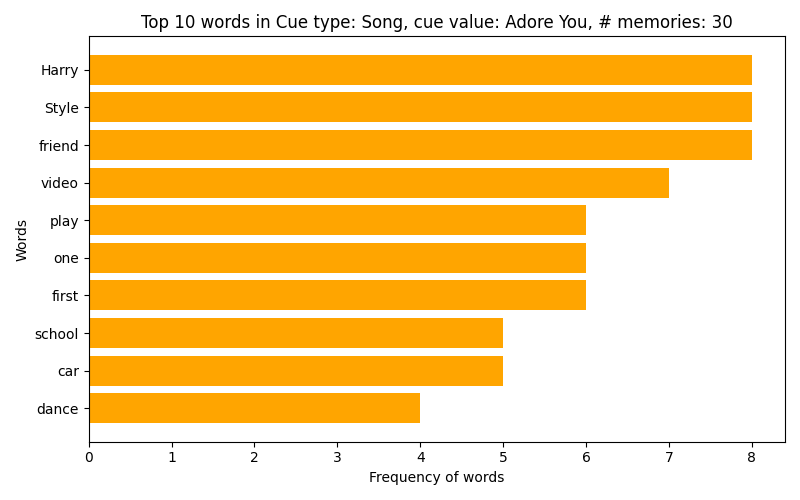 Top 10 words in Cue type: Song, cue value: Adore You, # memories: 30
Harry
Style
friend
video
play
one
first
school
car
dance
Words
0 1 2 3 4 5 6 7 8
Frequency of words